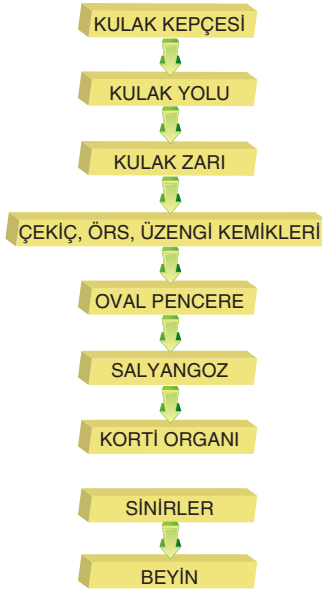 KULAK KEPÇESİ
KULAK YOLU
KULAK ZARI
ÇEKİÇ, ÖRS, ÜZENGİ KEMİKLERİ
OVAL PENCERE
SALYANGOZ
KORTİ ORGANI
SİNİRLER
BEYİN